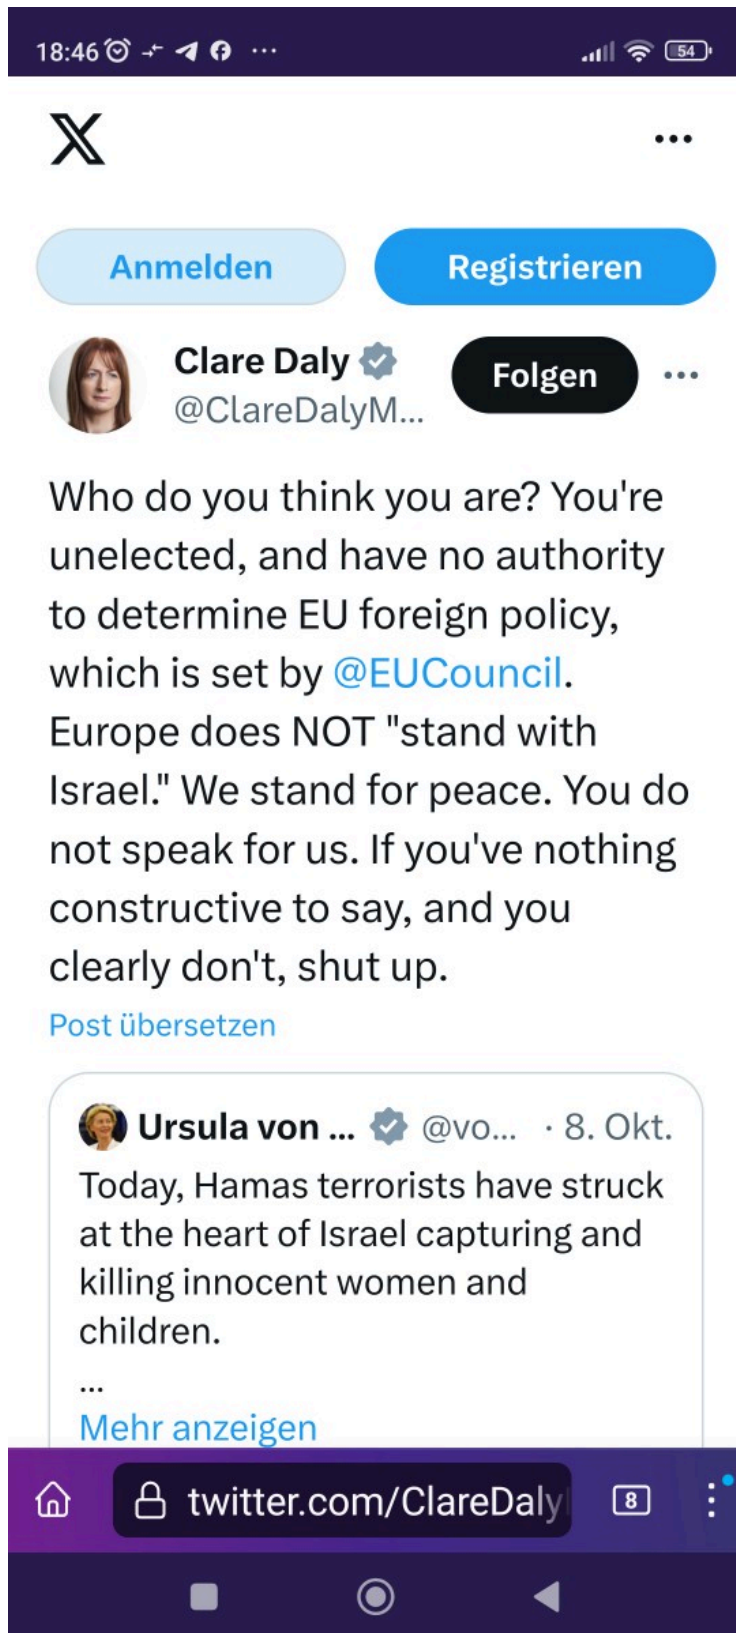 18:46
54
Anmelden
Registrieren
Clare Daly
Folgen
@ClareDalyM...
Who do you think you are? You're
unelected, and have no authority
to determine EU foreign policy,
which is set by @EUCouncil.
Europe does NOT "stand with
Israel." We stand for peace. You do
not speak for us. If you've nothing
constructive to say, and you
clearly don't, shut up.
Post übersetzen
Ursula von ... @vo... · 8. Okt.
Today, Hamas terrorists have struck
at the heart of Israel capturing and
killing innocent women and
children.
...
Mehr anzeigen
twitter.com/ClareDaly
8